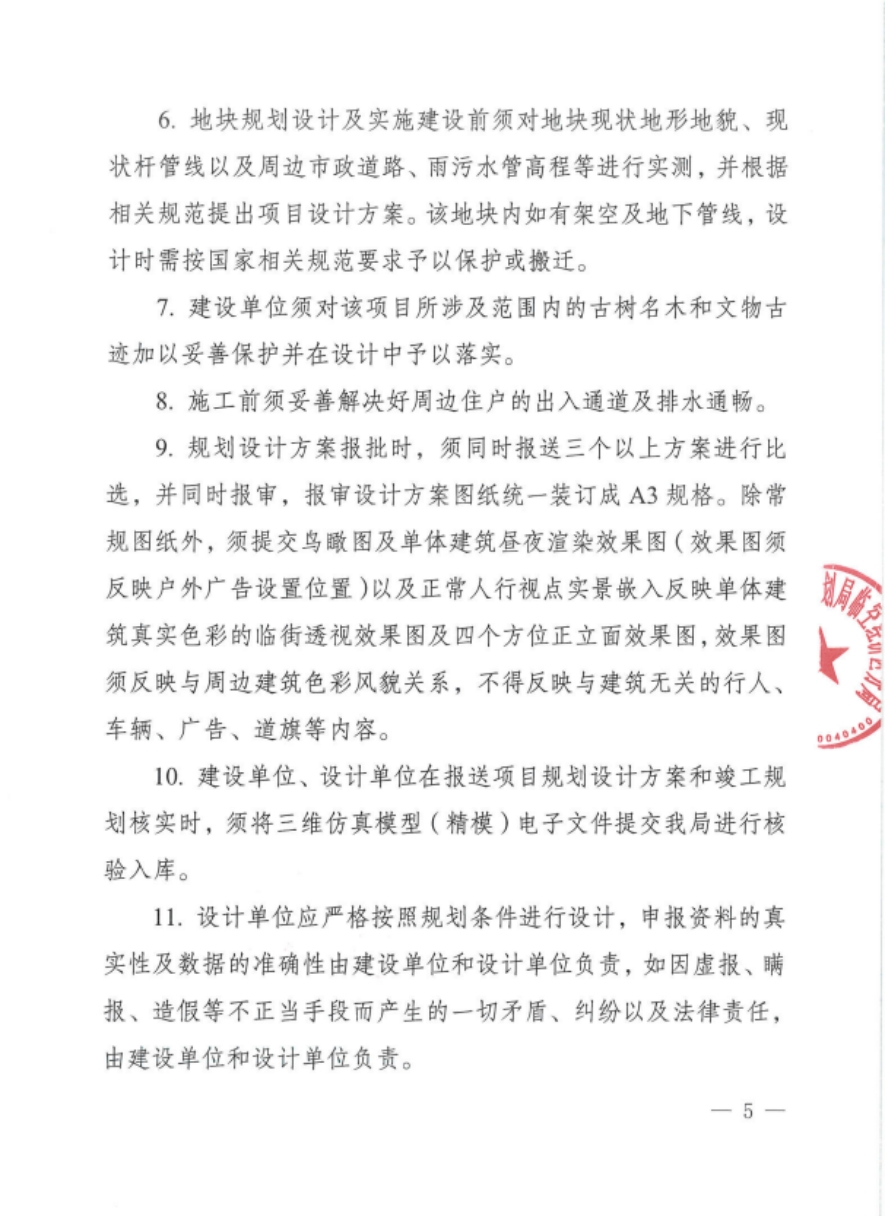 6. 地块规划设计及实施建设前须对地块现状地形地貌、现
状杆管线以及周边市政道路、雨污水管高程等进行实测，并根据
相关规范提出项目设计方案。该地块内如有架空及地下管线，设
计时需按国家相关规范要求予以保护或搬迁。
7. 建设单位须对该项目所涉及范围内的古树名木和文物古
迹加以妥善保护并在设计中予以落实。
8. 施工前须妥善解决好周边住户的出入通道及排水通畅。
9. 规划设计方案报批时，须同时报送三个以上方案进行比
选，并同时报审，报审设计方案图纸统一装订成 A3 规格。除常
规图纸外，须提交鸟瞰图及单体建筑昼夜渲染效果图（效果图须
反映户外广告设置位置）以及正常人行视点实景嵌入反映单体建
筑真实色彩的临街透视效果图及四个方位正立面效果图，效果图
须反映与周边建筑色彩风貌关系，不得反映与建筑无关的行人、
车辆、广告、道旗等内容。
10. 建设单位、设计单位在报送项目规划设计方案和竣工规
划核实时，须将三维仿真模型（精模）电子文件提交我局进行核
验入库。
11. 设计单位应严格按照规划条件进行设计，申报资料的真
实性及数据的准确性由建设单位和设计单位负责，如因虚报、瞒
报、造假等不正当手段而产生的一切矛盾、纠纷以及法律责任，
由建设单位和设计单位负责。
— 5 —
划局临空经济
0040400